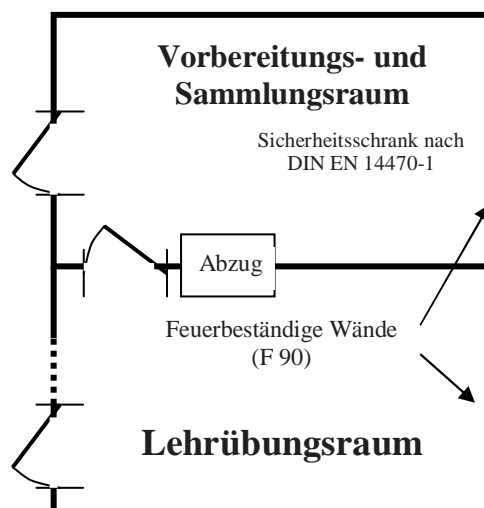 Vorbereitungs- und
Sammlungsraum
Sicherheitsschrank nach
DIN EN 14470-1
Abzug
Feuerbeständige Wände
(F 90)
Lehrübungsraum